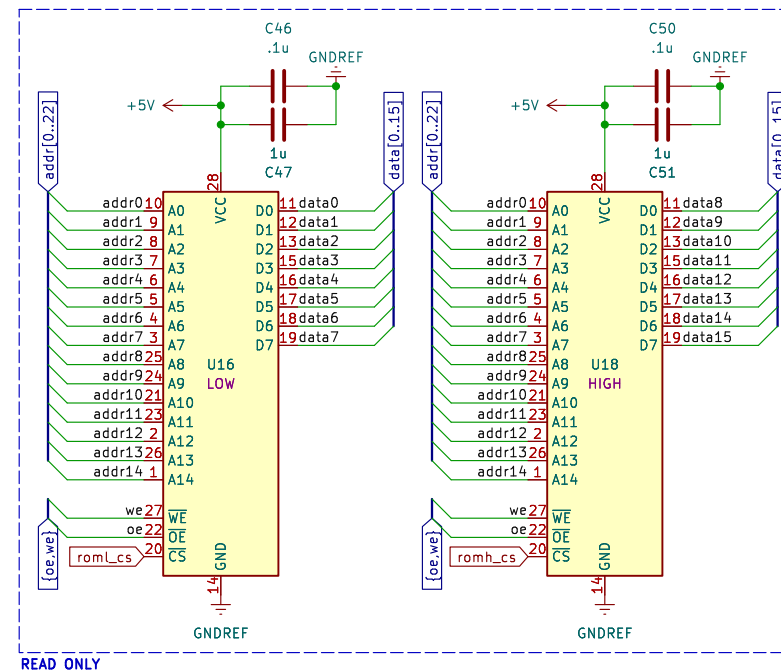 C46
.1u
GNDREF
+5V
1u
C47
addr[0..22]
data[0..15]
28
VCC
addr0 10 A0
addr1 9 A1
addr2 8 A2
addr3 7 A3
addr4 6 A4
addr5 5 A5
addr6 4 A6
addr7 3 A7
addr8 25 A8
addr9 24 A9
addr10 21 A10
addr11 23 A11
addr12 2 A12
addr13 26 A13
addr14 1 A14
we 27 WE
oe 22 OE
roml_cs 20 CS
{oe,we}
D0 11 data0
D1 12 data1
D2 13 data2
D3 15 data3
D4 16 data4
D5 17 data5
D6 18 data6
D7 19 data7
U16
LOW
GND
14
GNDREF
C50
.1u
GNDREF
+5V
1u
C51
addr[0..22]
data[0..15]
28
VCC
addr0 10 A0
addr1 9 A1
addr2 8 A2
addr3 7 A3
addr4 6 A4
addr5 5 A5
addr6 4 A6
addr7 3 A7
addr8 25 A8
addr9 24 A9
addr10 21 A10
addr11 23 A11
addr12 2 A12
addr13 26 A13
addr14 1 A14
we 27 WE
oe 22 OE
romh_cs 20 CS
{oe,we}
D0 11 data8
D1 12 data9
D2 13 data10
D3 15 data11
D4 16 data12
D5 17 data13
D6 18 data14
D7 19 data15
U18
HIGH
GND
14
GNDREF
READ ONLY